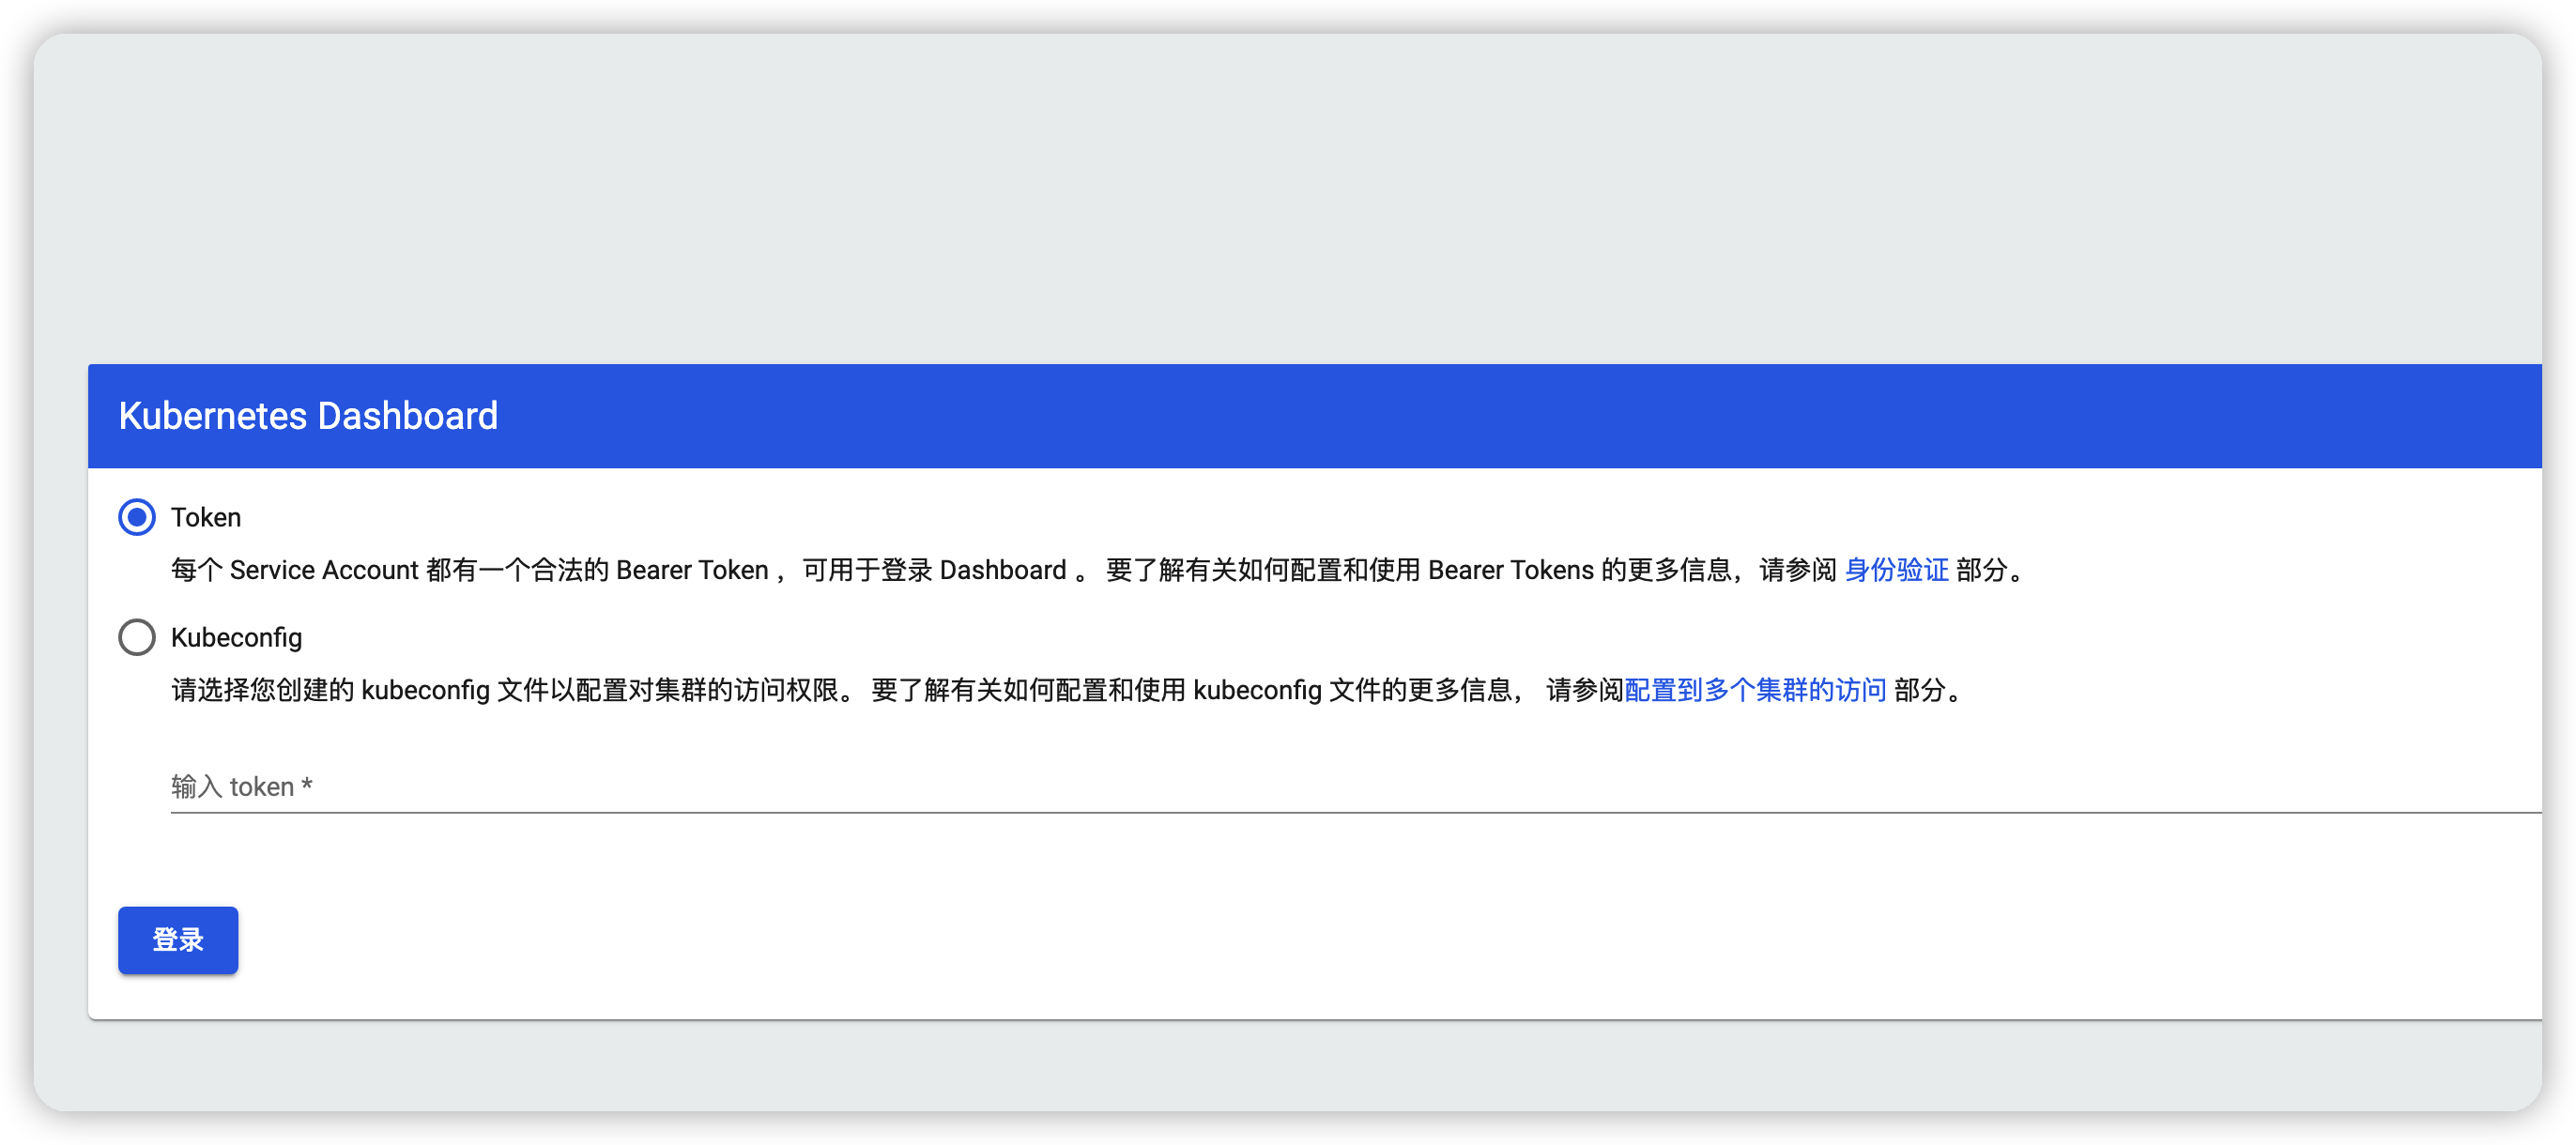 Kubernetes Dashboard
Token
每个 Service Account 都有一个合法的 Bearer Token ，可用于登录 Dashboard 。 要了解有关如何配置和使用 Bearer Tokens 的更多信息，请参阅 身份验证 部分。
Kubeconfig
请选择您创建的 kubeconfig 文件以配置对集群的访问权限。 要了解有关如何配置和使用 kubeconfig 文件的更多信息， 请参阅配置到多个集群的访问 部分。
输入 token *
登录